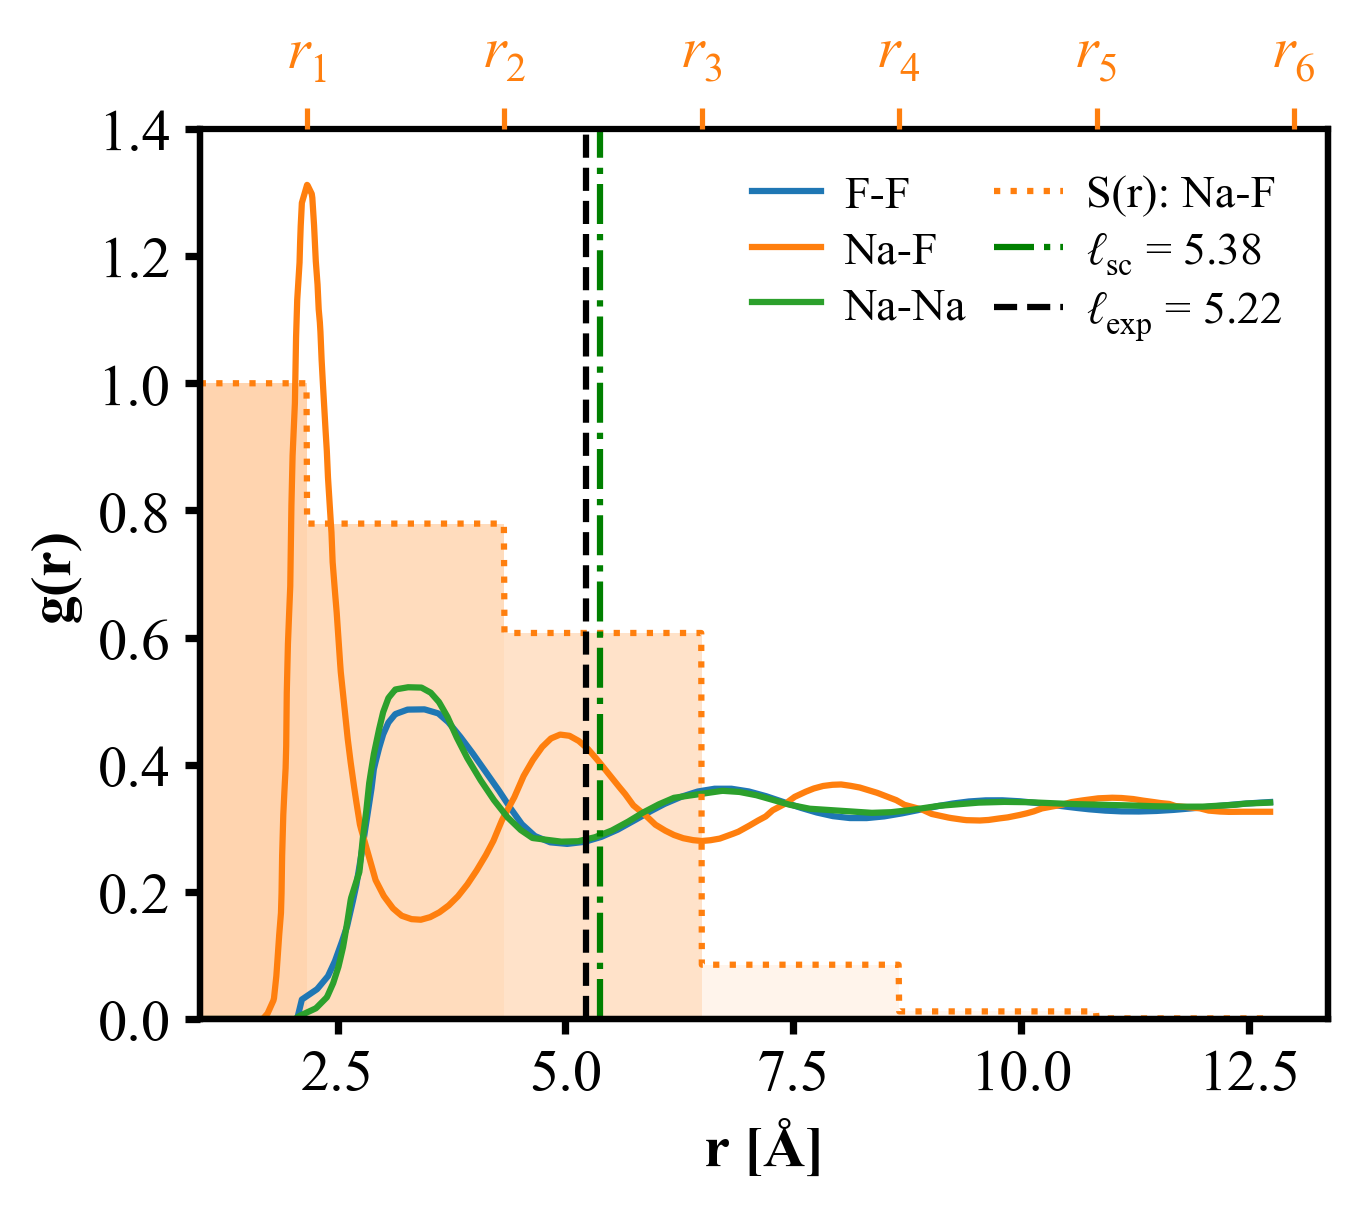 r₁ r₂ r₃ r₄ r₅ r₆
1.4
1.2
1.0
0.8
0.6
0.4
0.2
0.0
g(r)
F-F
Na-F
Na-Na
S(r): Na-F
ℓsc = 5.38
ℓexp = 5.22
2.5 5.0 7.5 10.0 12.5
r [Å]